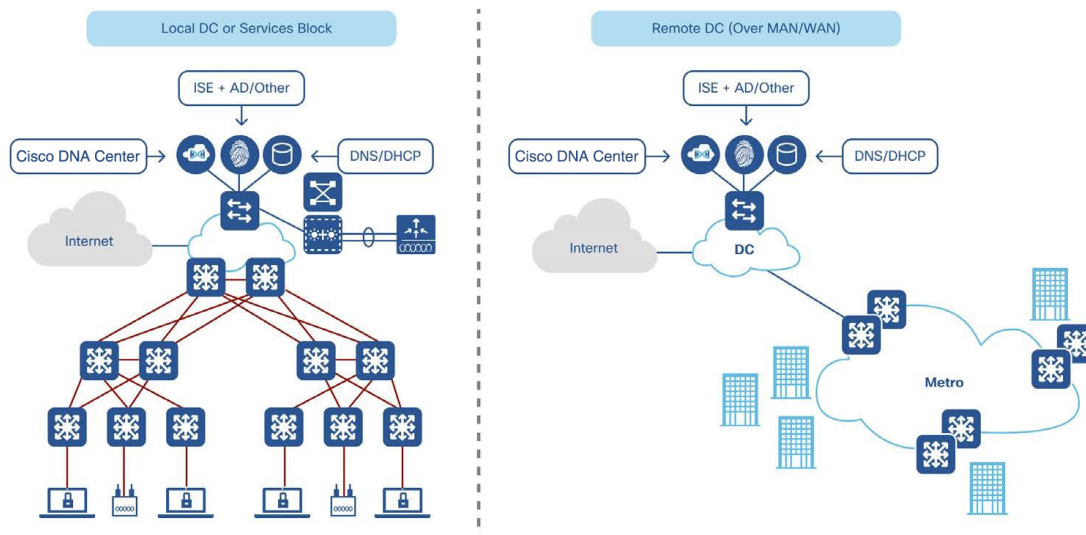 Local DC or Services Block
ISE + AD/Other
Cisco DNA Center
DNS/DHCP
Internet
Remote DC (Over MAN/WAN)
ISE + AD/Other
Cisco DNA Center
DNS/DHCP
Internet
DC
Metro